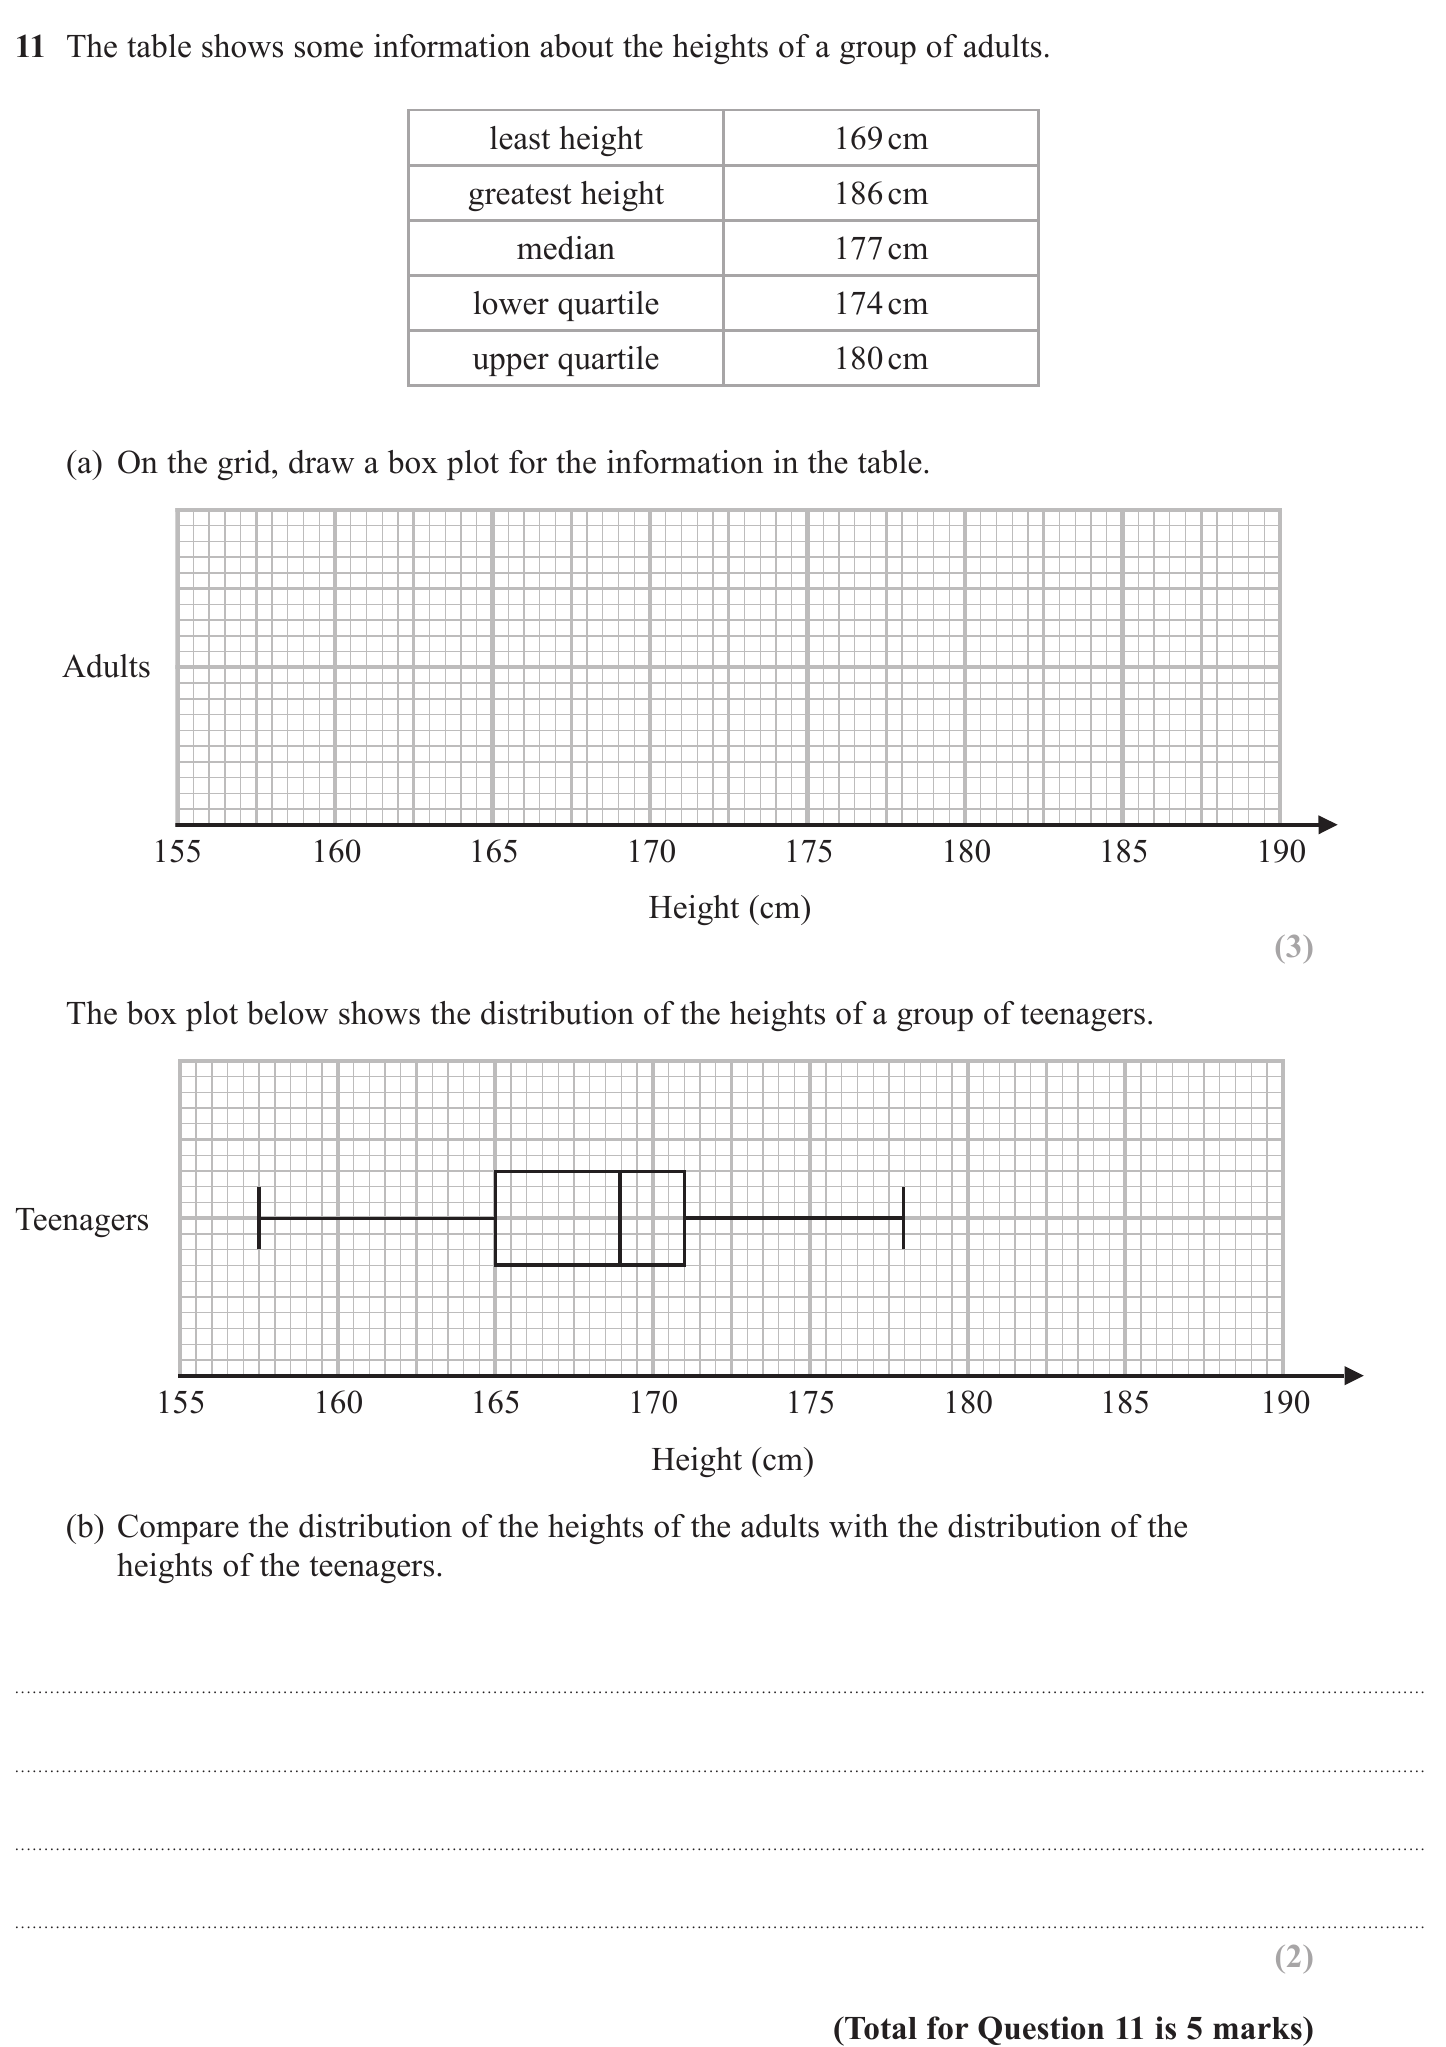 11 The table shows some information about the heights of a group of adults.
least height 169 cm
greatest height 186 cm
median 177 cm
lower quartile 174 cm
upper quartile 180 cm
(a) On the grid, draw a box plot for the information in the table.
Adults
155 160 165 170 175 180 185 190
Height (cm)
(3)
The box plot below shows the distribution of the heights of a group of teenagers.
Teenagers
155 160 165 170 175 180 185 190
Height (cm)
(b) Compare the distribution of the heights of the adults with the distribution of the
heights of the teenagers.
(2)
(Total for Question 11 is 5 marks)